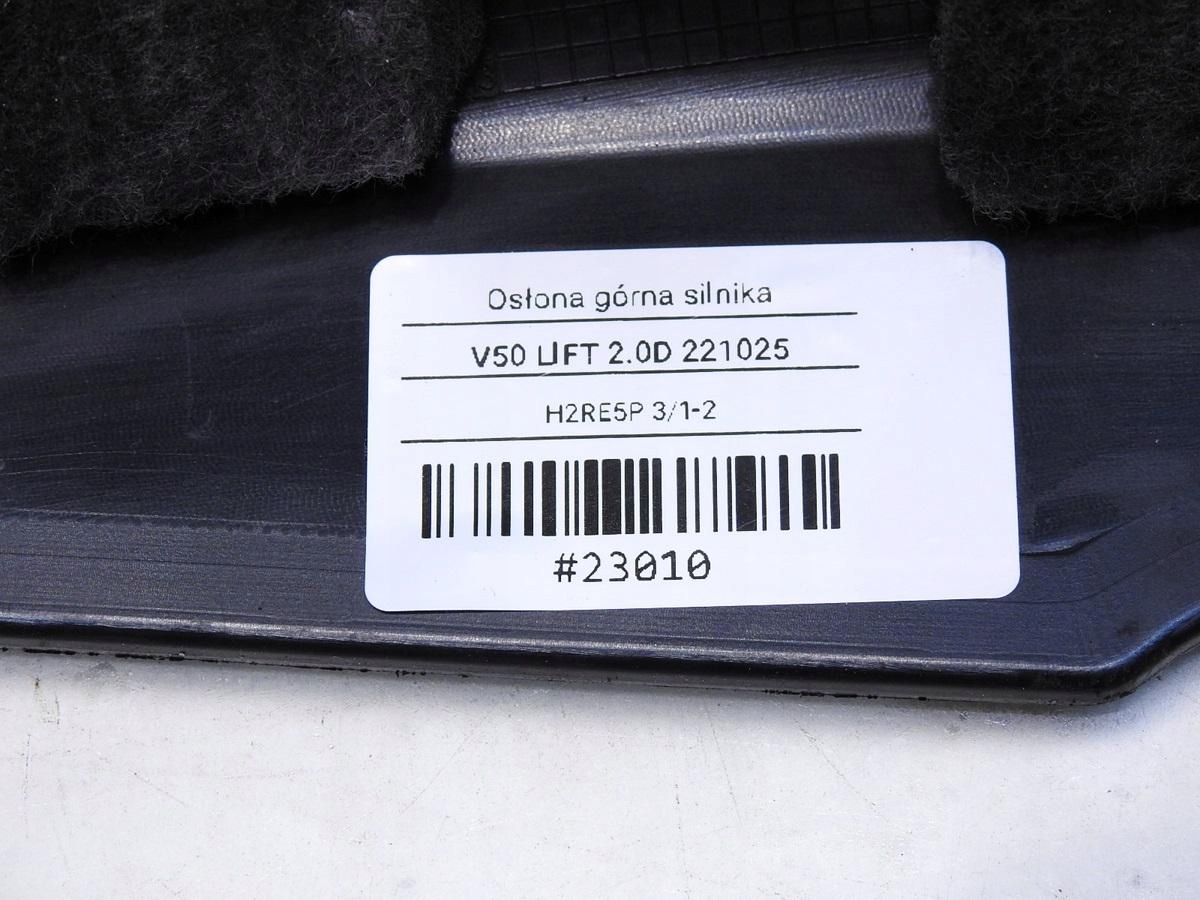 Osłona górna silnika
V50 LIFT 2.0D 221025
H2RE5P 3/1-2
#23010